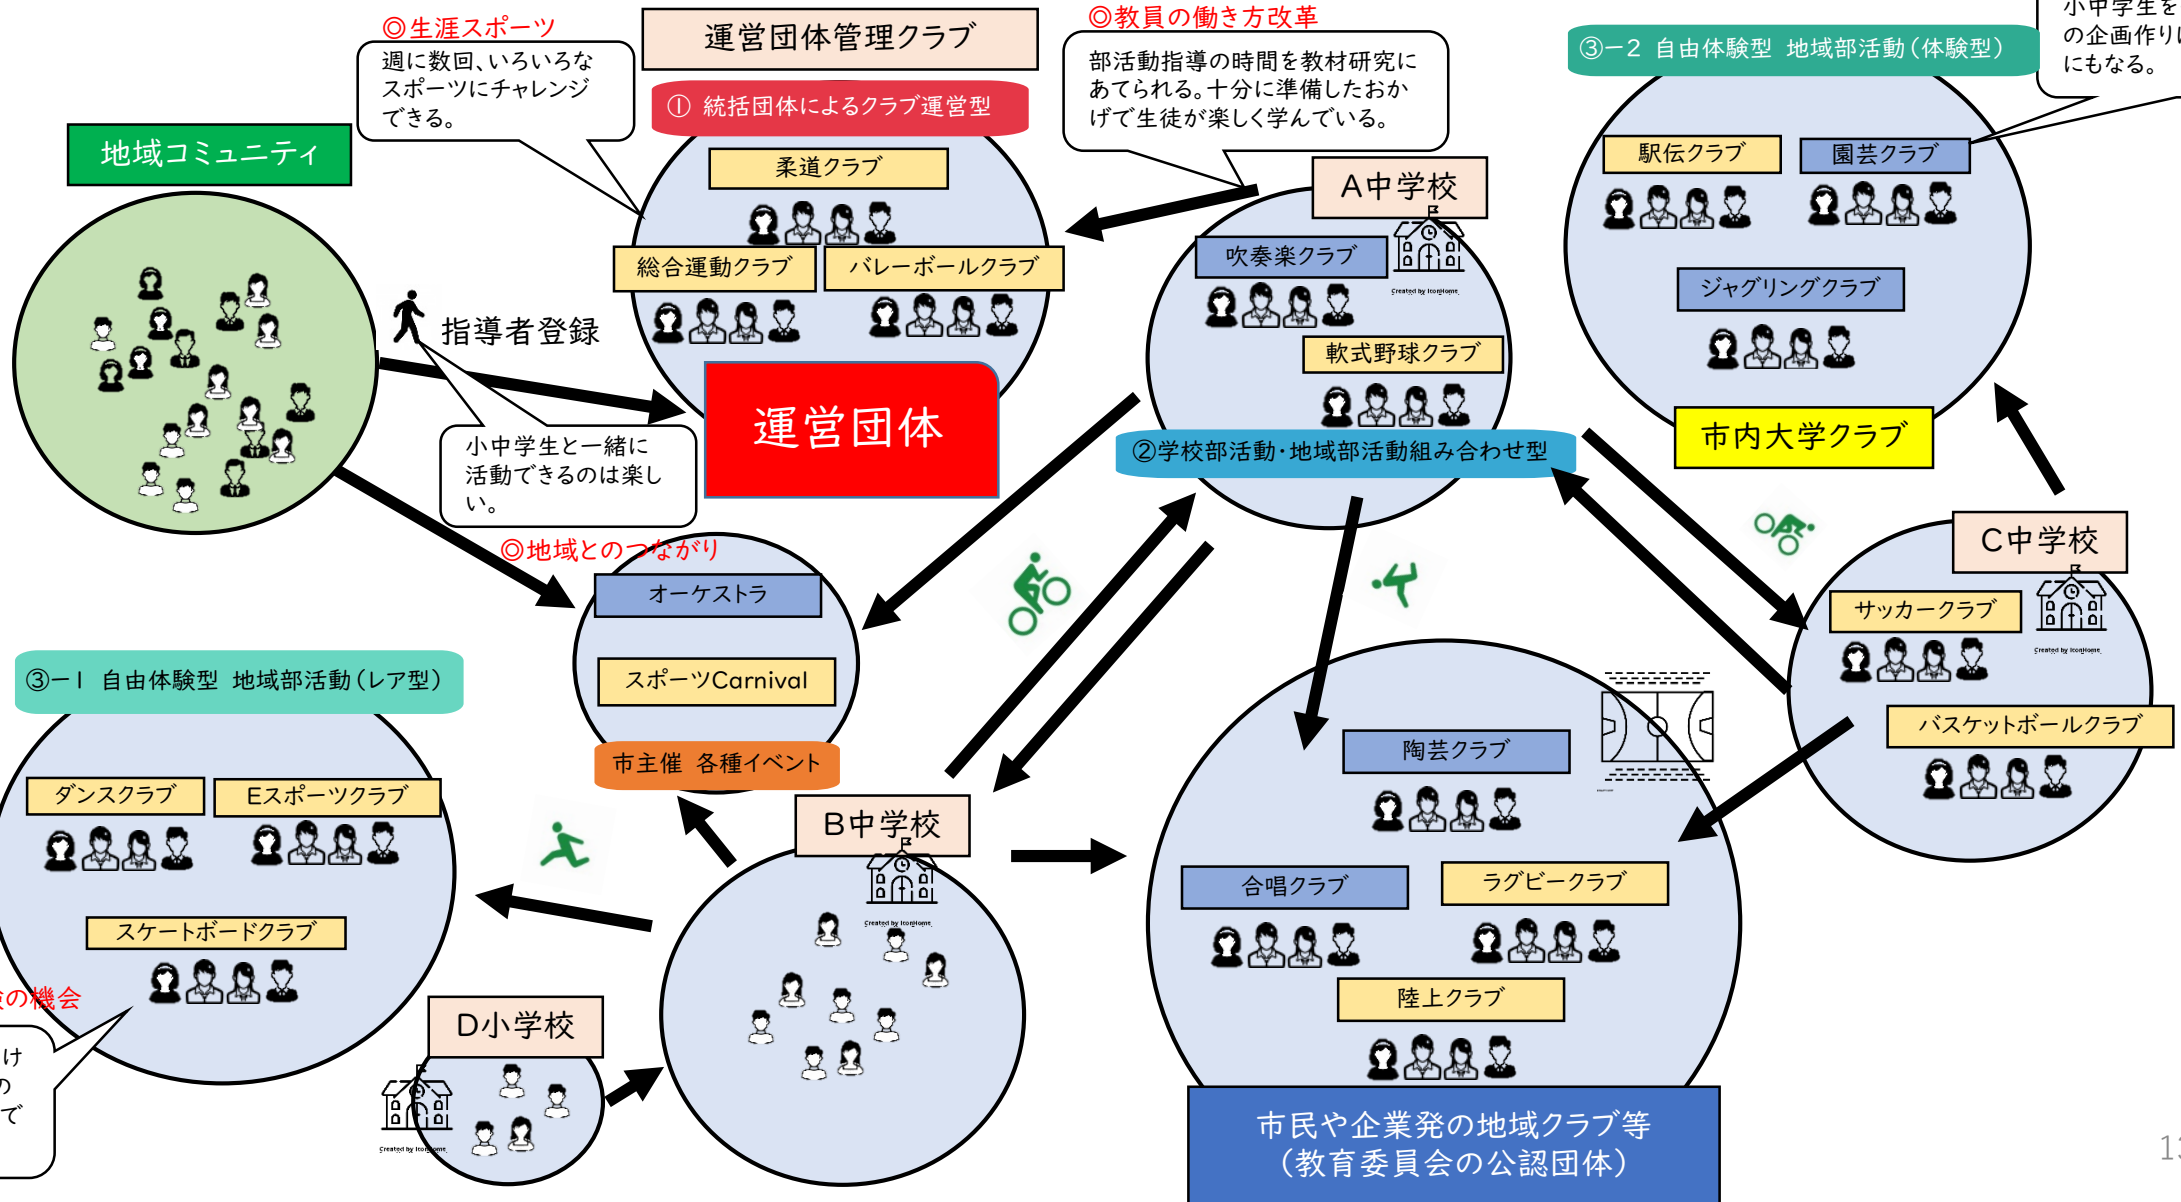 ◎生涯スポーツ
週に数回、いろいろな
スポーツにチャレンジ
できる。
運営団体管理クラブ
① 統括団体によるクラブ運営型
柔道クラブ
総合運動クラブ
バレーボールクラブ
運営団体
◎教員の働き方改革
部活動指導の時間を教材研究に
あてられる。十分に準備したおか
げで生徒が楽しく学んでいる。
A中学校
吹奏楽クラブ
Created by IconHome
軟式野球クラブ
②学校部活動・地域部活動組み合わせ型
小中学生を
の企画作りに
にもなる。
③ー2 自由体験型 地域部活動(体験型)
駅伝クラブ
園芸クラブ
ジャグリングクラブ
市内大学クラブ
地域コミュニティ
指導者登録
小中学生と一緒に
活動できるのは楽し
い。
◎地域とのつながり
オーケストラ
スポーツCarnival
市主催 各種イベント
C中学校
サッカークラブ
Created by IconHome
バスケットボールクラブ
③ー1 自由体験型 地域部活動(レア型)
ダンスクラブ
Eスポーツクラブ
スケートボードクラブ
の機会
け
の
で
B中学校
Created by IconHome
D小学校
Created by IconHome
陶芸クラブ
合唱クラブ
ラグビークラブ
陸上クラブ
市民や企業発の地域クラブ等
(教育委員会の公認団体)